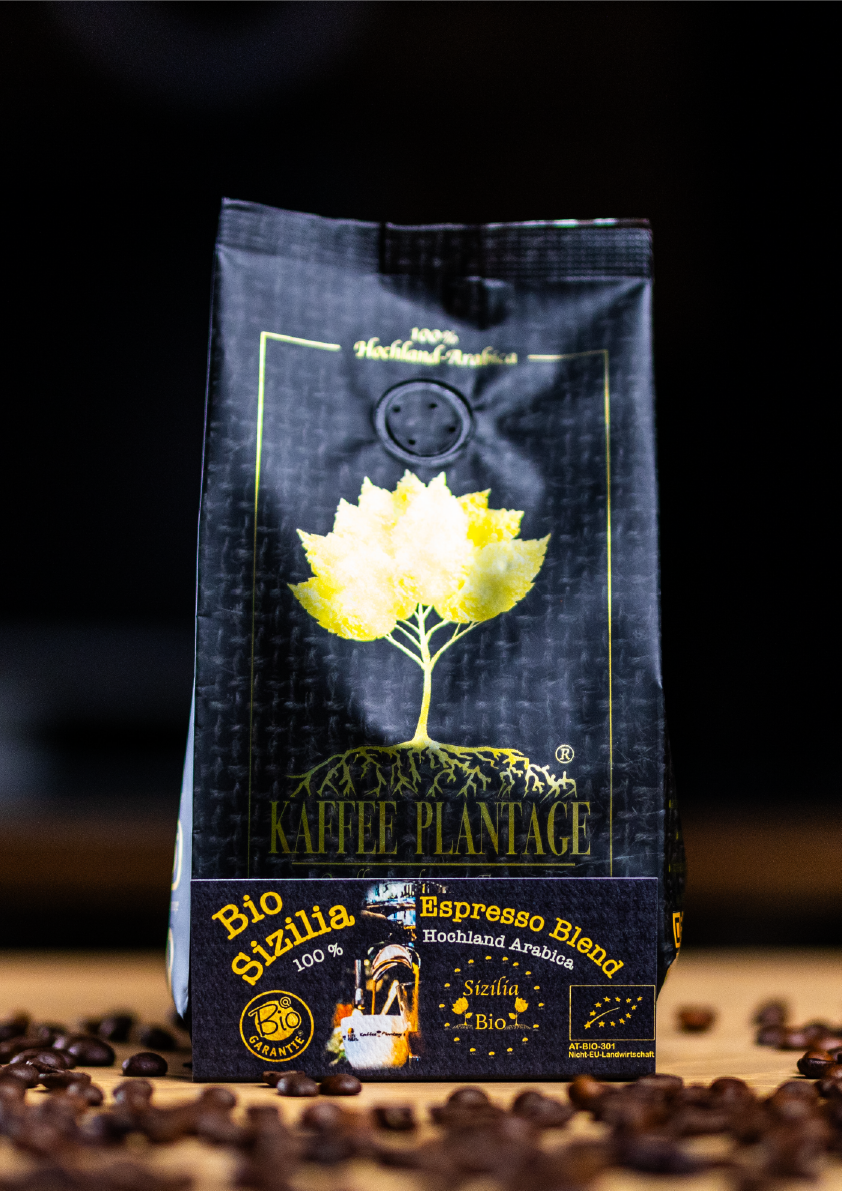 100%
Hochland-Arabica
®
KAFFEE PLANTAGE
Bio
Sizilia
100 %
Espresso Blend
Hochland Arabica
@
Bio
GARANTIE
Sizilia
Bio
AT-BIO-301
Nicht-EU-Landwirtschaft